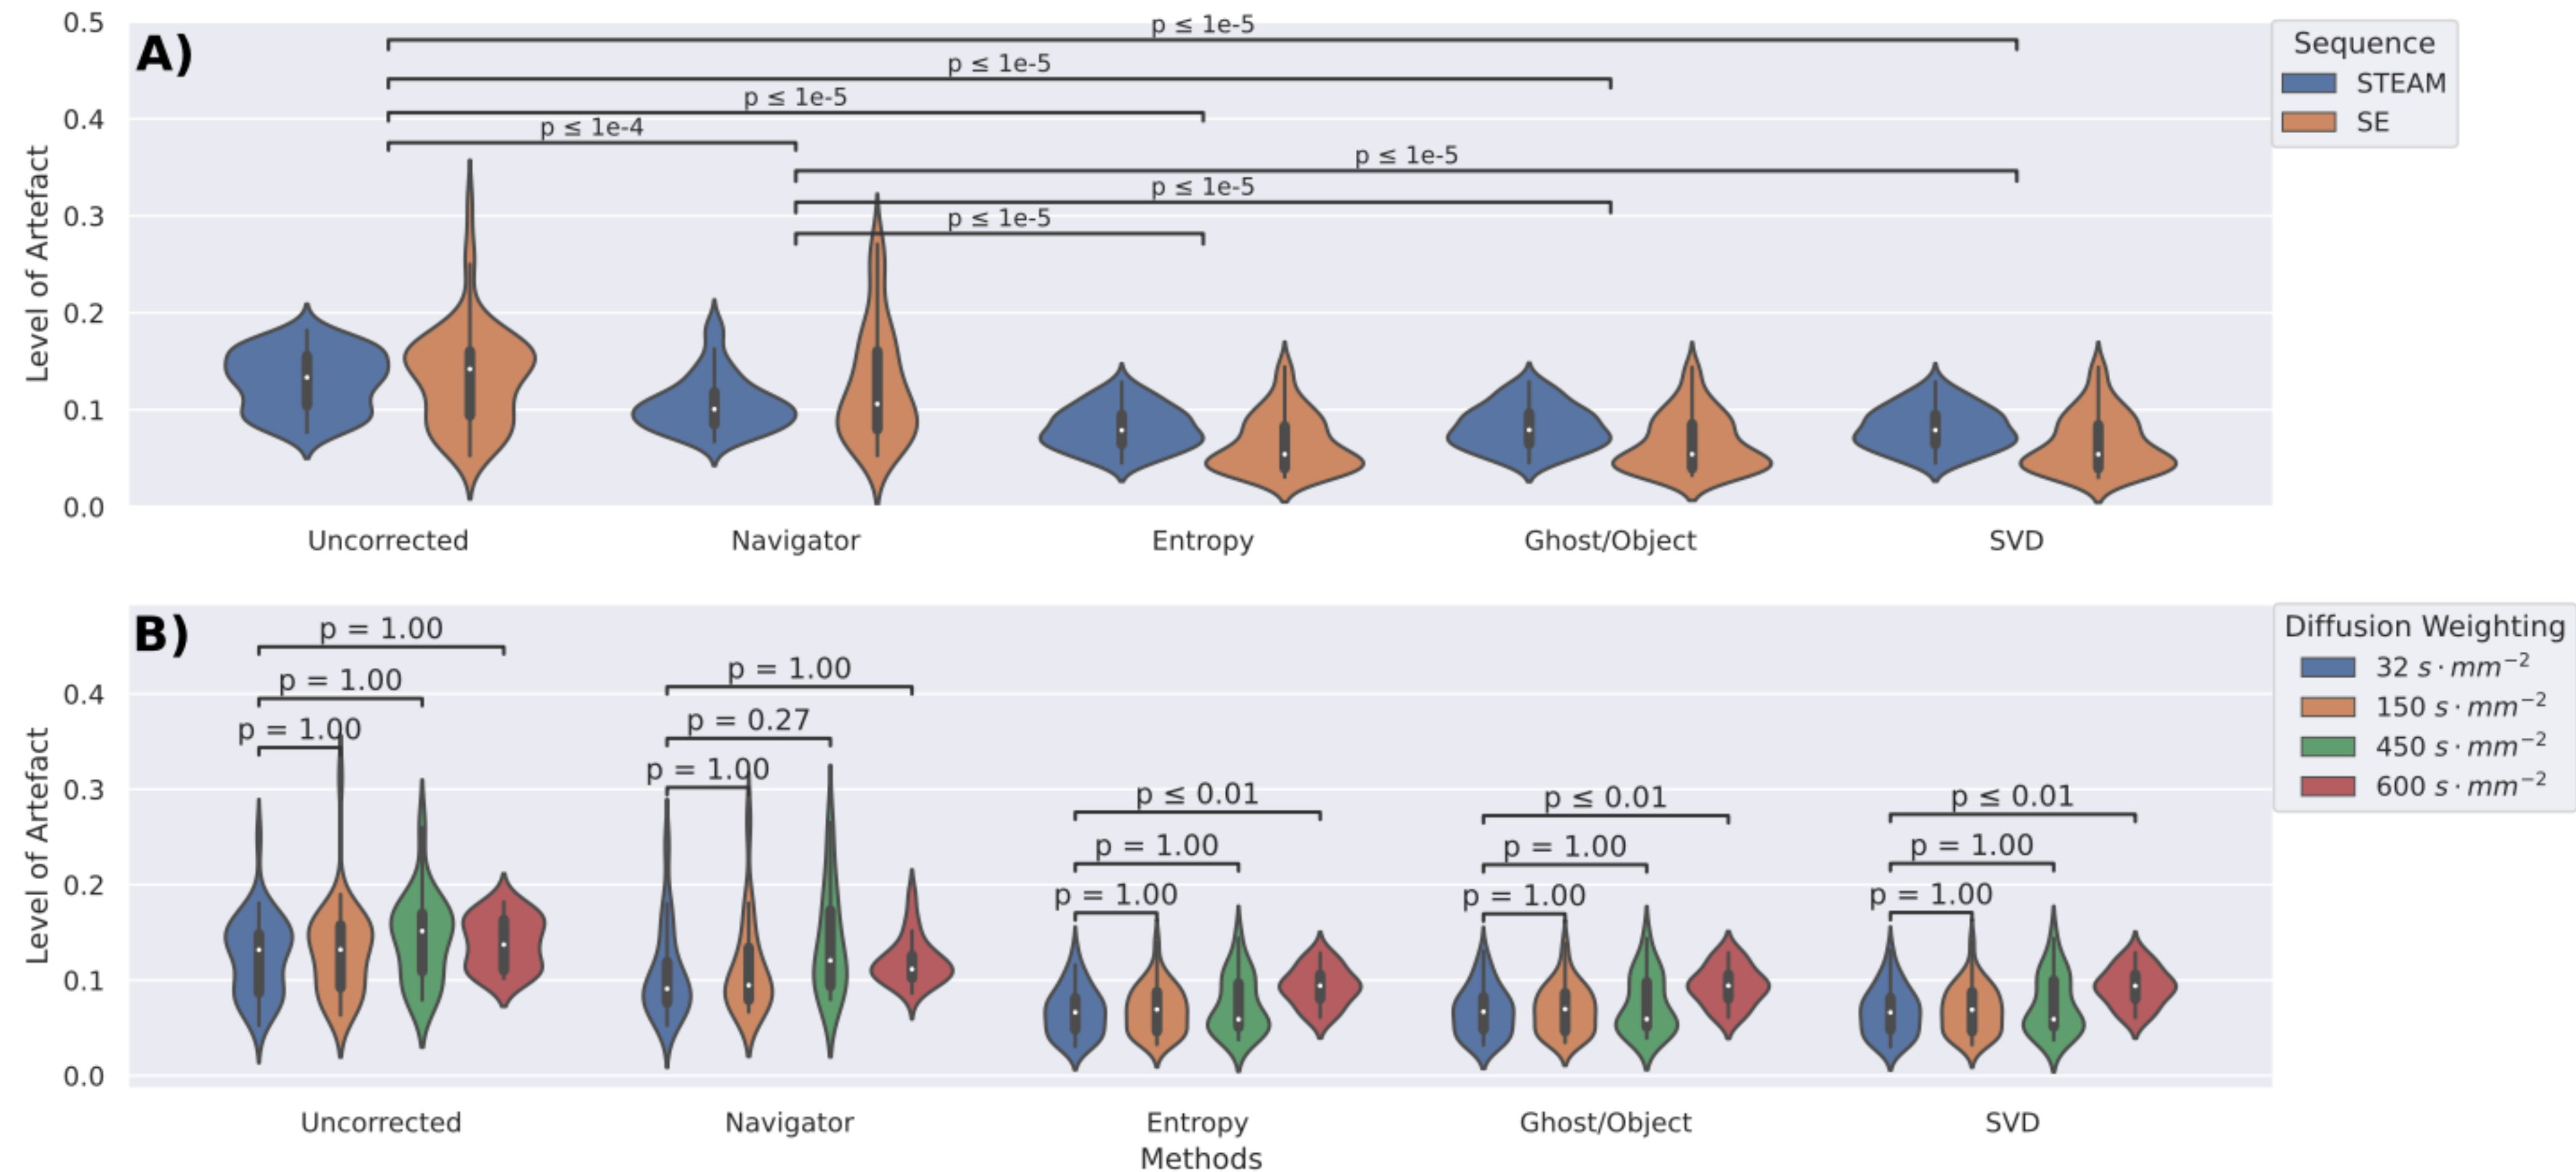 A)
0.5
0.4
0.3
0.2
0.1
0.0
Level of Artefact
p ≤ 1e-5
p ≤ 1e-5
p ≤ 1e-5
p ≤ 1e-4
p ≤ 1e-5
p ≤ 1e-5
p ≤ 1e-5
Sequence
STEAM
SE
Uncorrected Navigator Entropy Ghost/Object SVD
B)
0.4
0.3
0.2
0.1
0.0
Level of Artefact
p = 1.00
p = 1.00
p = 1.00
p = 1.00
p = 0.27
p = 1.00
p ≤ 0.01
p = 1.00
p = 1.00
p ≤ 0.01
p = 1.00
p = 1.00
p ≤ 0.01
p = 1.00
p = 1.00
Diffusion Weighting
32 s · mm⁻²
150 s · mm⁻²
450 s · mm⁻²
600 s · mm⁻²
Uncorrected Navigator Entropy Ghost/Object SVD
Methods